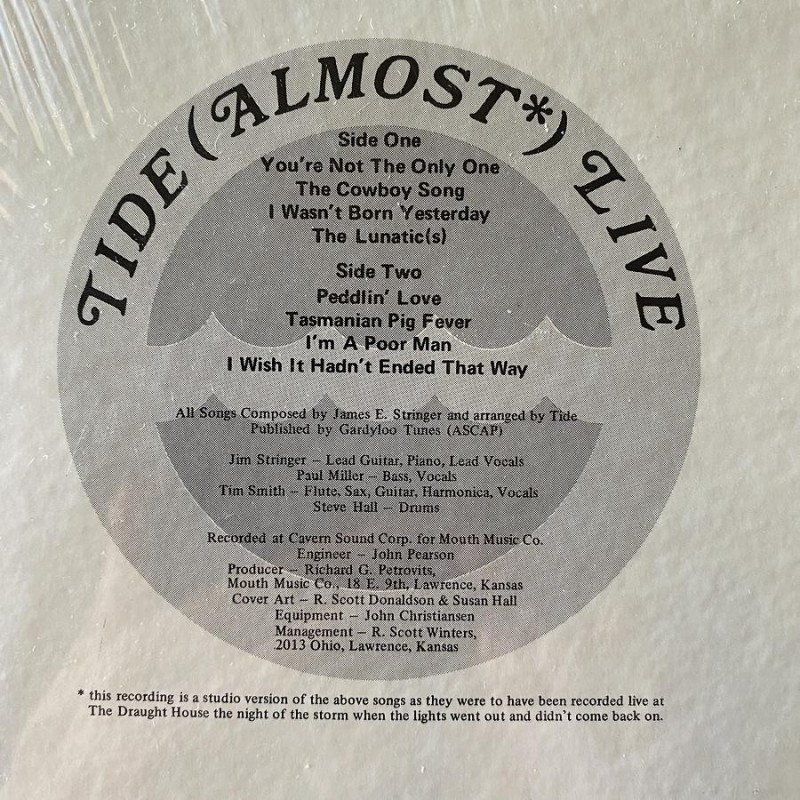 TIDE (ALMOST*) LIVE
Side One
You're Not The Only One
The Cowboy Song
I Wasn't Born Yesterday
The Lunatic(s)
Side Two
Peddlin' Love
Tasmanian Pig Fever
I'm A Poor Man
I Wish It Hadn't Ended That Way
All Songs Composed by James E. Stringer and arranged by Tide
Published by Gardyloo Tunes (ASCAP)
Jim Stringer — Lead Guitar, Piano, Lead Vocals
Paul Miller — Bass, Vocals
Tim Smith — Flute, Sax, Guitar, Harmonica, Vocals
Steve Hall — Drums
Recorded at Cavern Sound Corp. for Mouth Music Co.
Engineer — John Pearson
Producer — Richard G. Petrovits,
Mouth Music Co., 18 E. 9th, Lawrence, Kansas
Cover Art — R. Scott Donaldson & Susan Hall
Equipment — John Christiansen
Management — R. Scott Winters,
2013 Ohio, Lawrence, Kansas
* this recording is a studio version of the above songs as they were to have been recorded live at
The Draught House the night of the storm when the lights went out and didn't come back on.